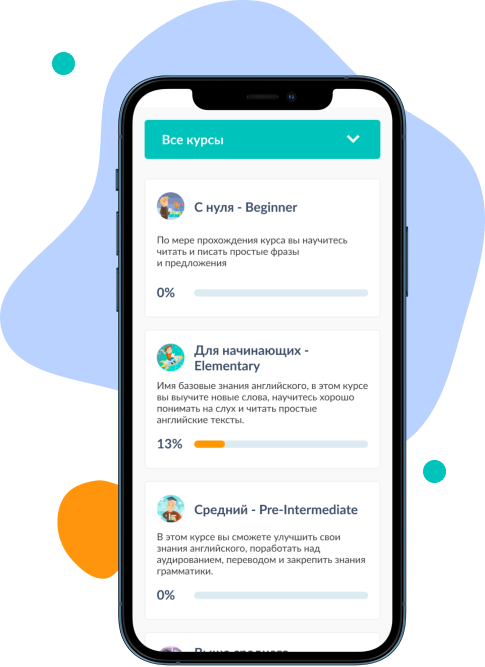 Все курсы
С нуля - Beginner
По мере прохождения курса вы научитесь
читать и писать простые фразы
и предложения
0%
Для начинающих -
Elementary
Имя базовые знания английского, в этом курсе
вы выучите новые слова, научитесь хорошо
понимать на слух и читать простые
английские тексты.
13%
Средний - Pre-Intermediate
В этом курсе вы сможете улучшить свои
знания английского, поработать над
аудированием, переводом и закрепить знания
грамматики.
0%